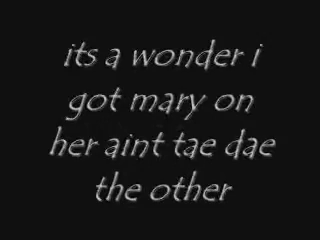 its a wonder i
got mary on
her aint tae dae
the other